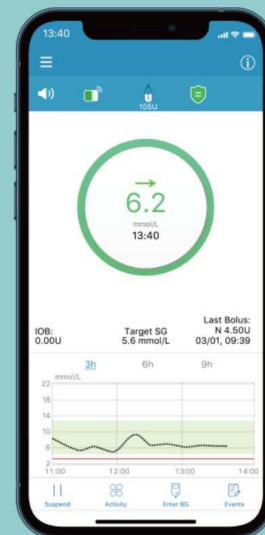 13:40
105U
6.2
mmol/L
13:40
IOB:
0.00U
Target SG
5.6 mmol/L
Last Bolus:
N 4.50U
03/01, 09:39
3h 6h 9h
mmol/L
22
18
14
10
6
2
11:00 12:00 13:00 14:00
Suspend Activity Enter BG Events